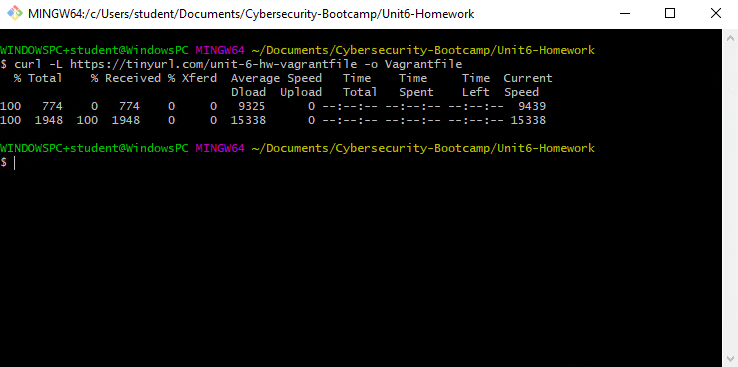 MINGW64:/c/Users/student/Documents/Cybersecurity-Bootcamp/Unit6-Homework
WINDOWSPC+student@WindowsPC MINGW64 ~/Documents/Cybersecurity-Bootcamp/Unit6-Homework
$ curl -L https://tinyurl.com/unit-6-hw-vagrantfile -o Vagrantfile
  % Total    % Received % Xferd  Average Speed   Time    Time     Time  Current
                                 Dload  Upload   Total   Spent    Left  Speed
100   774    0   774    0     0   9325      0 --:--:-- --:--:-- --:--:--  9439
100  1948  100  1948    0     0  15338      0 --:--:-- --:--:-- --:--:-- 15338
WINDOWSPC+student@WindowsPC MINGW64 ~/Documents/Cybersecurity-Bootcamp/Unit6-Homework
$